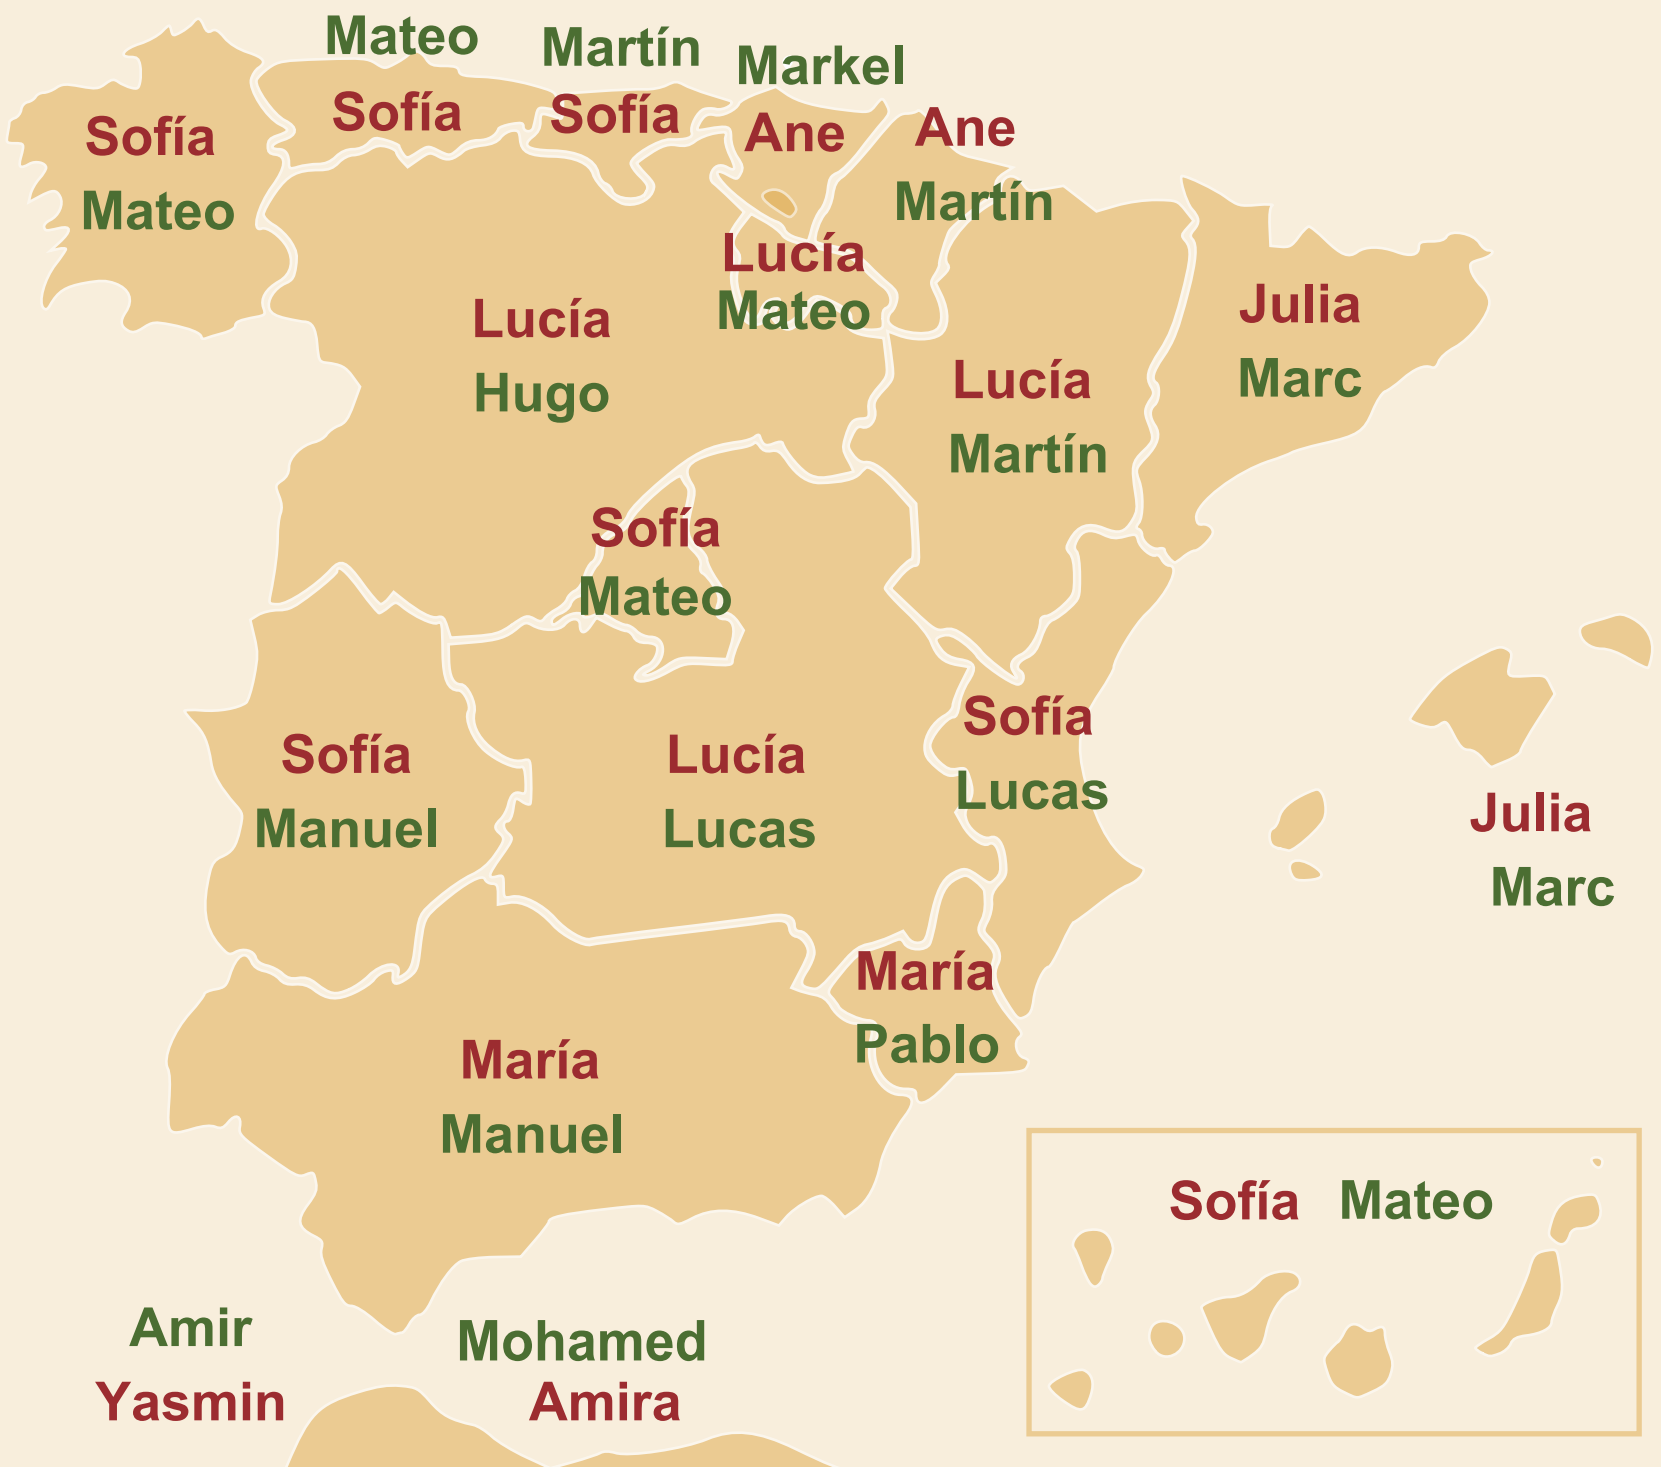 Mateo
Sofía
Martín
Sofía
Markel
Ane
Ane
Martín
Sofía
Mateo
Lucía
Mateo
Lucía
Hugo
Julia
Marc
Lucía
Martín
Sofía
Mateo
Sofía
Manuel
Lucía
Lucas
Sofía
Lucas
Julia
Marc
María
Pablo
María
Manuel
Sofía Mateo
Amir
Yasmin
Mohamed
Amira